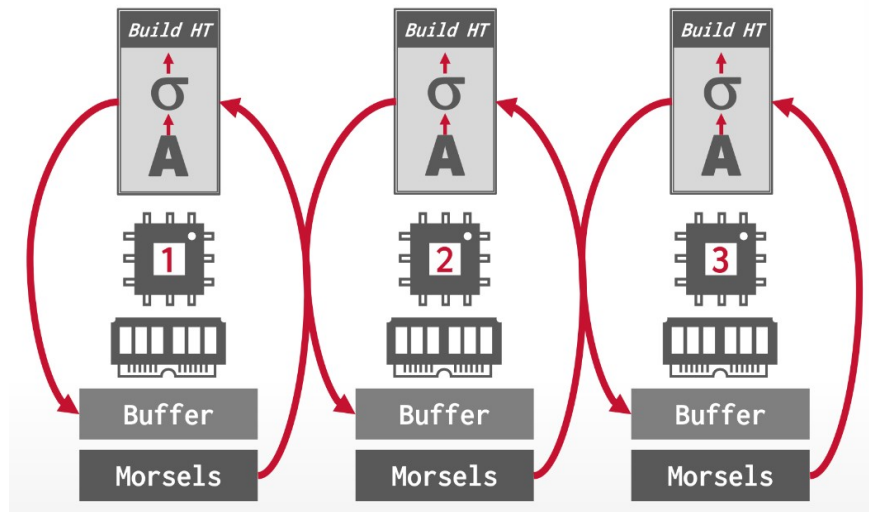 Build HT
σ
A
1
Buffer
Morsels
Build HT
σ
A
2
Buffer
Morsels
Build HT
σ
A
3
Buffer
Morsels